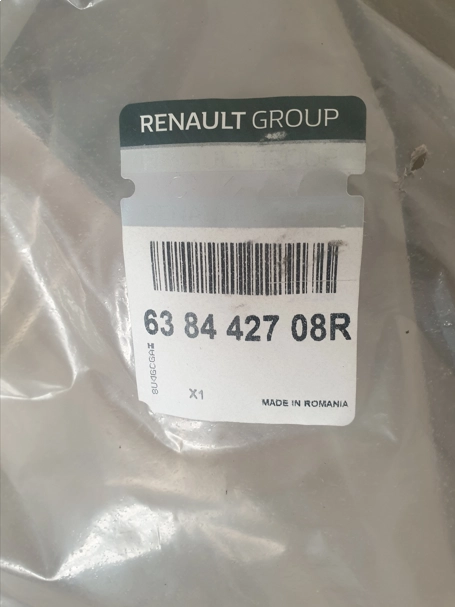 RENAULT GROUP
63 84 427 08R
X1
MADE IN ROMANIA